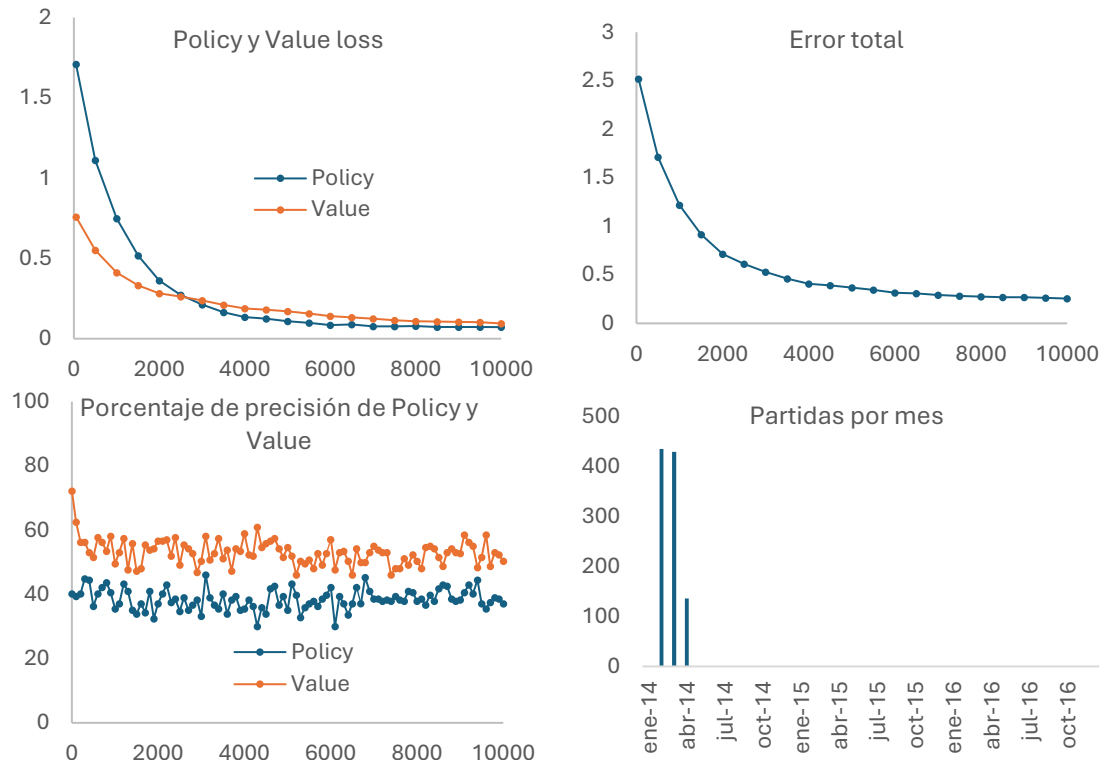 Policy y Value loss
2
1.5
1
0.5
0
Policy
Value
0 2000 4000 6000 8000 10000
Error total
3
2.5
2
1.5
1
0.5
0
0 2000 4000 6000 8000 10000
Porcentaje de precisión de Policy y
Value
100
80
60
40
20
0
Policy
Value
0 2000 4000 6000 8000 10000
Partidas por mes
500
400
300
200
100
0
ene-14
abr-14
jul-14
oct-14
ene-15
abr-15
jul-15
oct-15
ene-16
abr-16
jul-16
oct-16